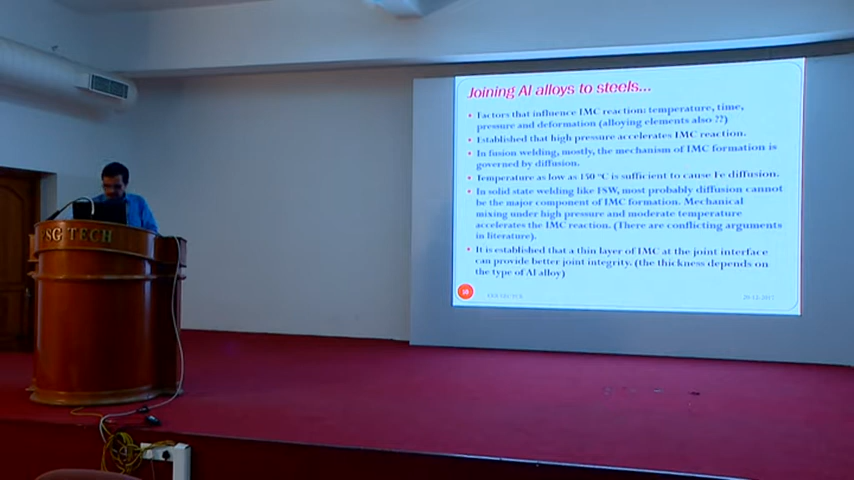 Joining Al alloys to steels...
• Factors that influence IMC reaction: temperature, time,
pressure and deformation (alloying elements also ??)
• Established that high pressure accelerates IMC reaction.
• In fusion welding, mostly, the mechanism of IMC formation is
governed by diffusion.
• Temperature as low as 150 °C is sufficient to cause Fe diffusion.
• In solid state welding like FSW, most probably diffusion cannot
be the major component of IMC formation. Mechanical
mixing under high pressure and moderate temperature
accelerates the IMC reaction. (There are conflicting arguments
in literature).
• It is established that a thin layer of IMC at the joint interface
can provide better joint integrity. (the thickness depends on
the type of Al alloy)
PSG TECH